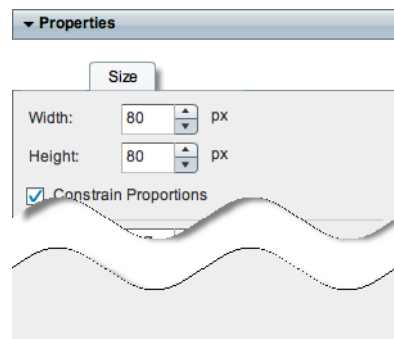 Properties
Size
Width: 80 px
Height: 80 px
Constrain Proportions